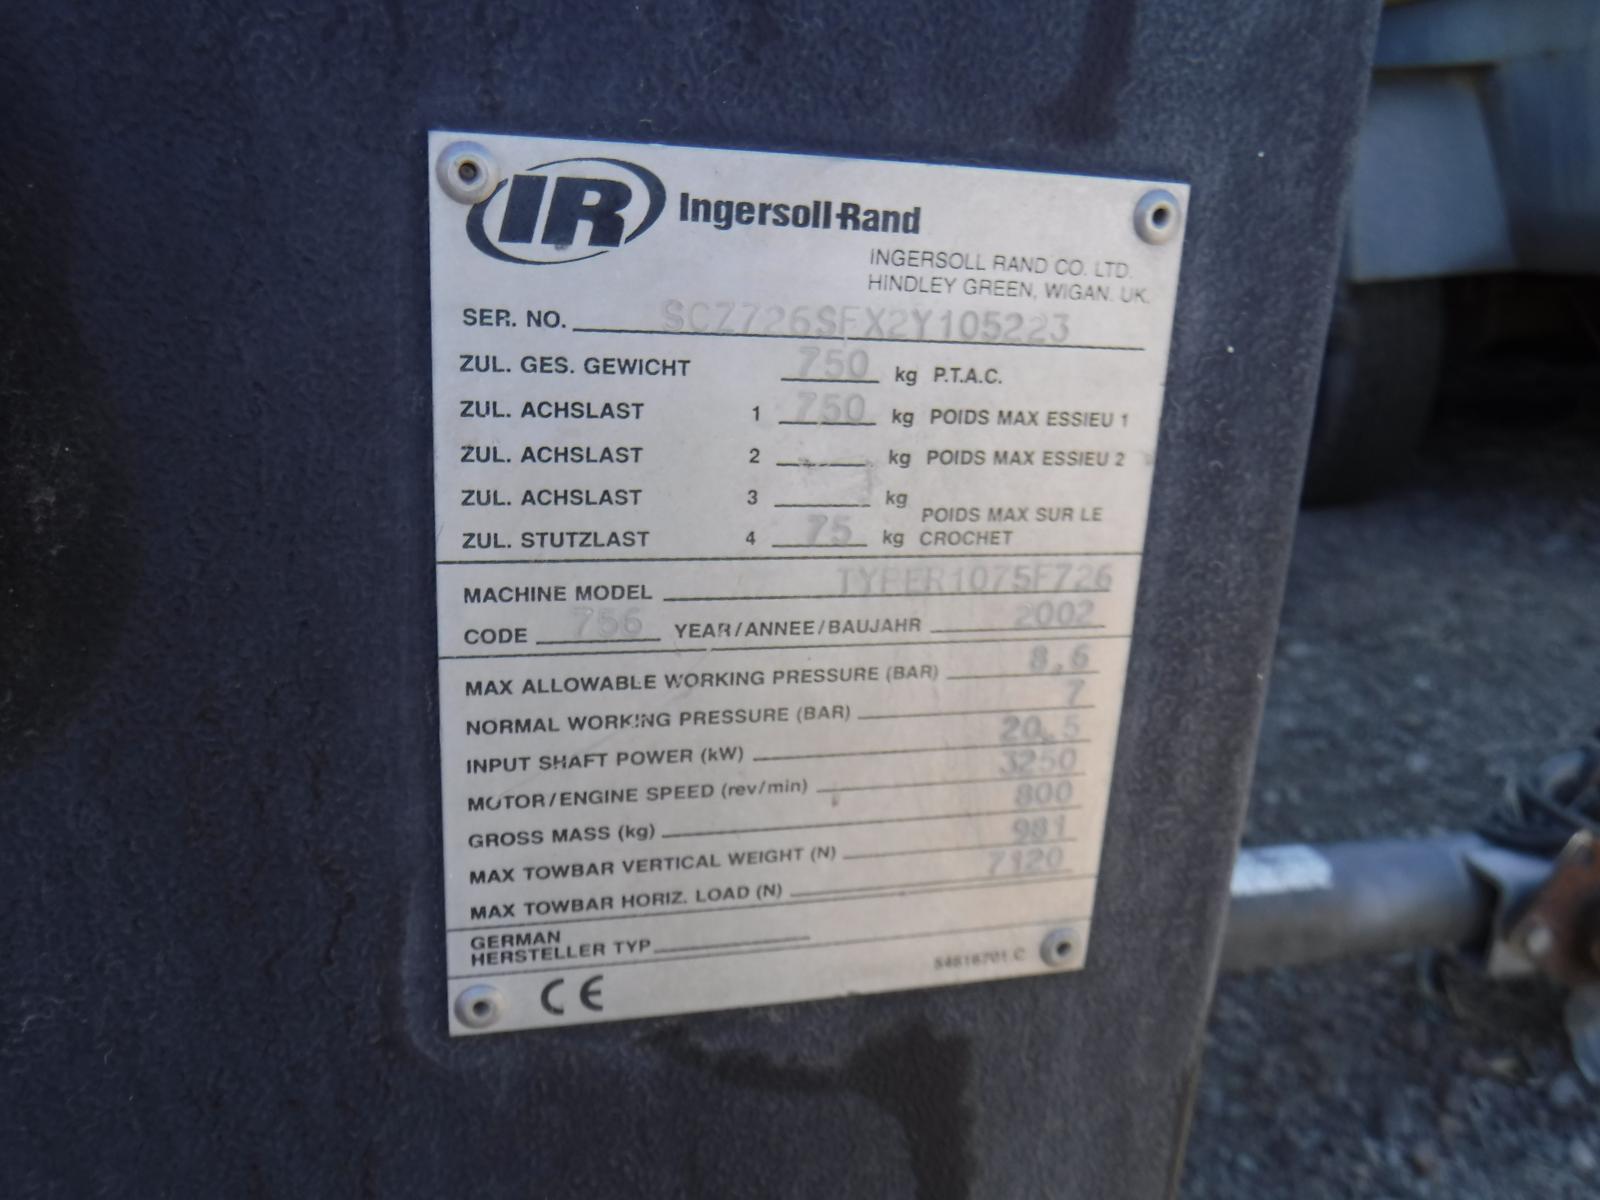 IR Ingersoll-Rand
INGERSOLL RAND CO. LTD.
HINDLEY GREEN, WIGAN. UK.
SER. NO. SCZ726SFX2Y105223
ZUL. GES. GEWICHT 750 kg P.T.A.C.
ZUL. ACHSLAST 1 750 kg POIDS MAX ESSIEU 1
ZUL. ACHSLAST 2 kg POIDS MAX ESSIEU 2
ZUL. ACHSLAST 3 kg
ZUL. STUTZLAST 4 75 kg POIDS MAX SUR LE
CROCHET
MACHINE MODEL TYPER1075F726
CODE 756 YEAR/ANNEE/BAUJAHR 2002
MAX ALLOWABLE WORKING PRESSURE (BAR) 8.6
NORMAL WORKING PRESSURE (BAR) 7
INPUT SHAFT POWER (kW) 20.5
MOTOR/ENGINE SPEED (rev/min) 3250
GROSS MASS (kg) 800
MAX TOWBAR VERTICAL WEIGHT (N) 981
MAX TOWBAR HORIZ. LOAD (N) 7120
GERMAN
HERSTELLER TYP
CE